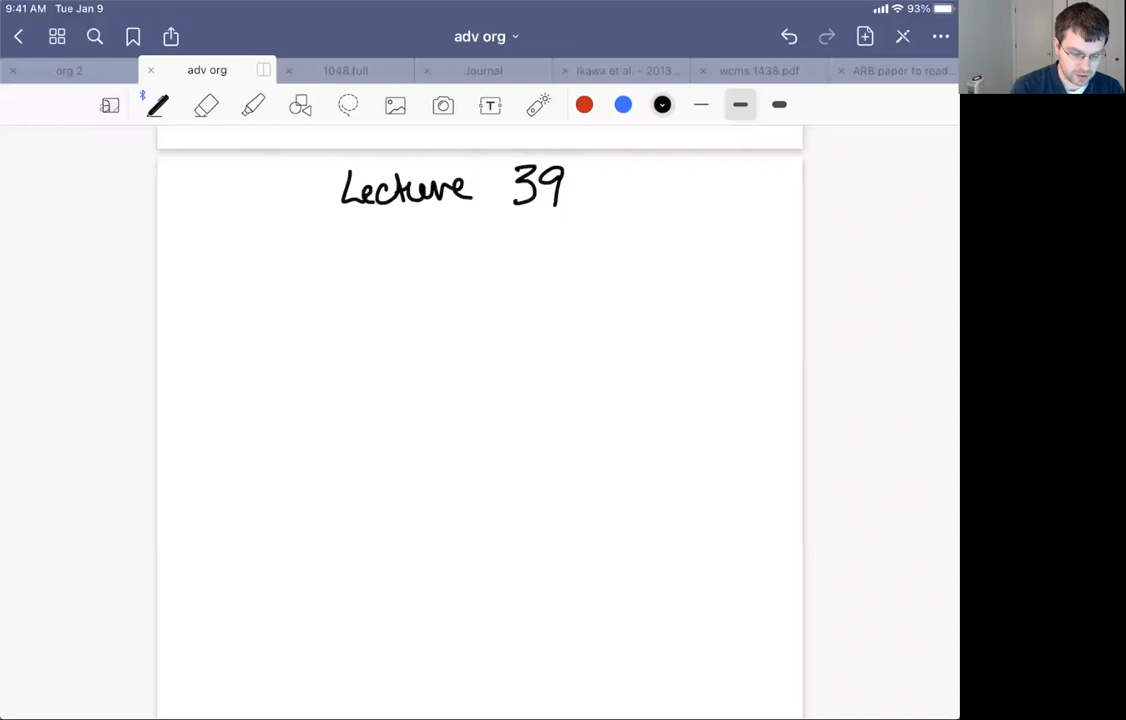 9:41 AM Tue Jan 9
93%
adv org
org 2
adv org
1048.full
Journal
Ikawa et al. - 2013...
wcms.1438.pdf
ARB paper to read...
T
Lecture 39